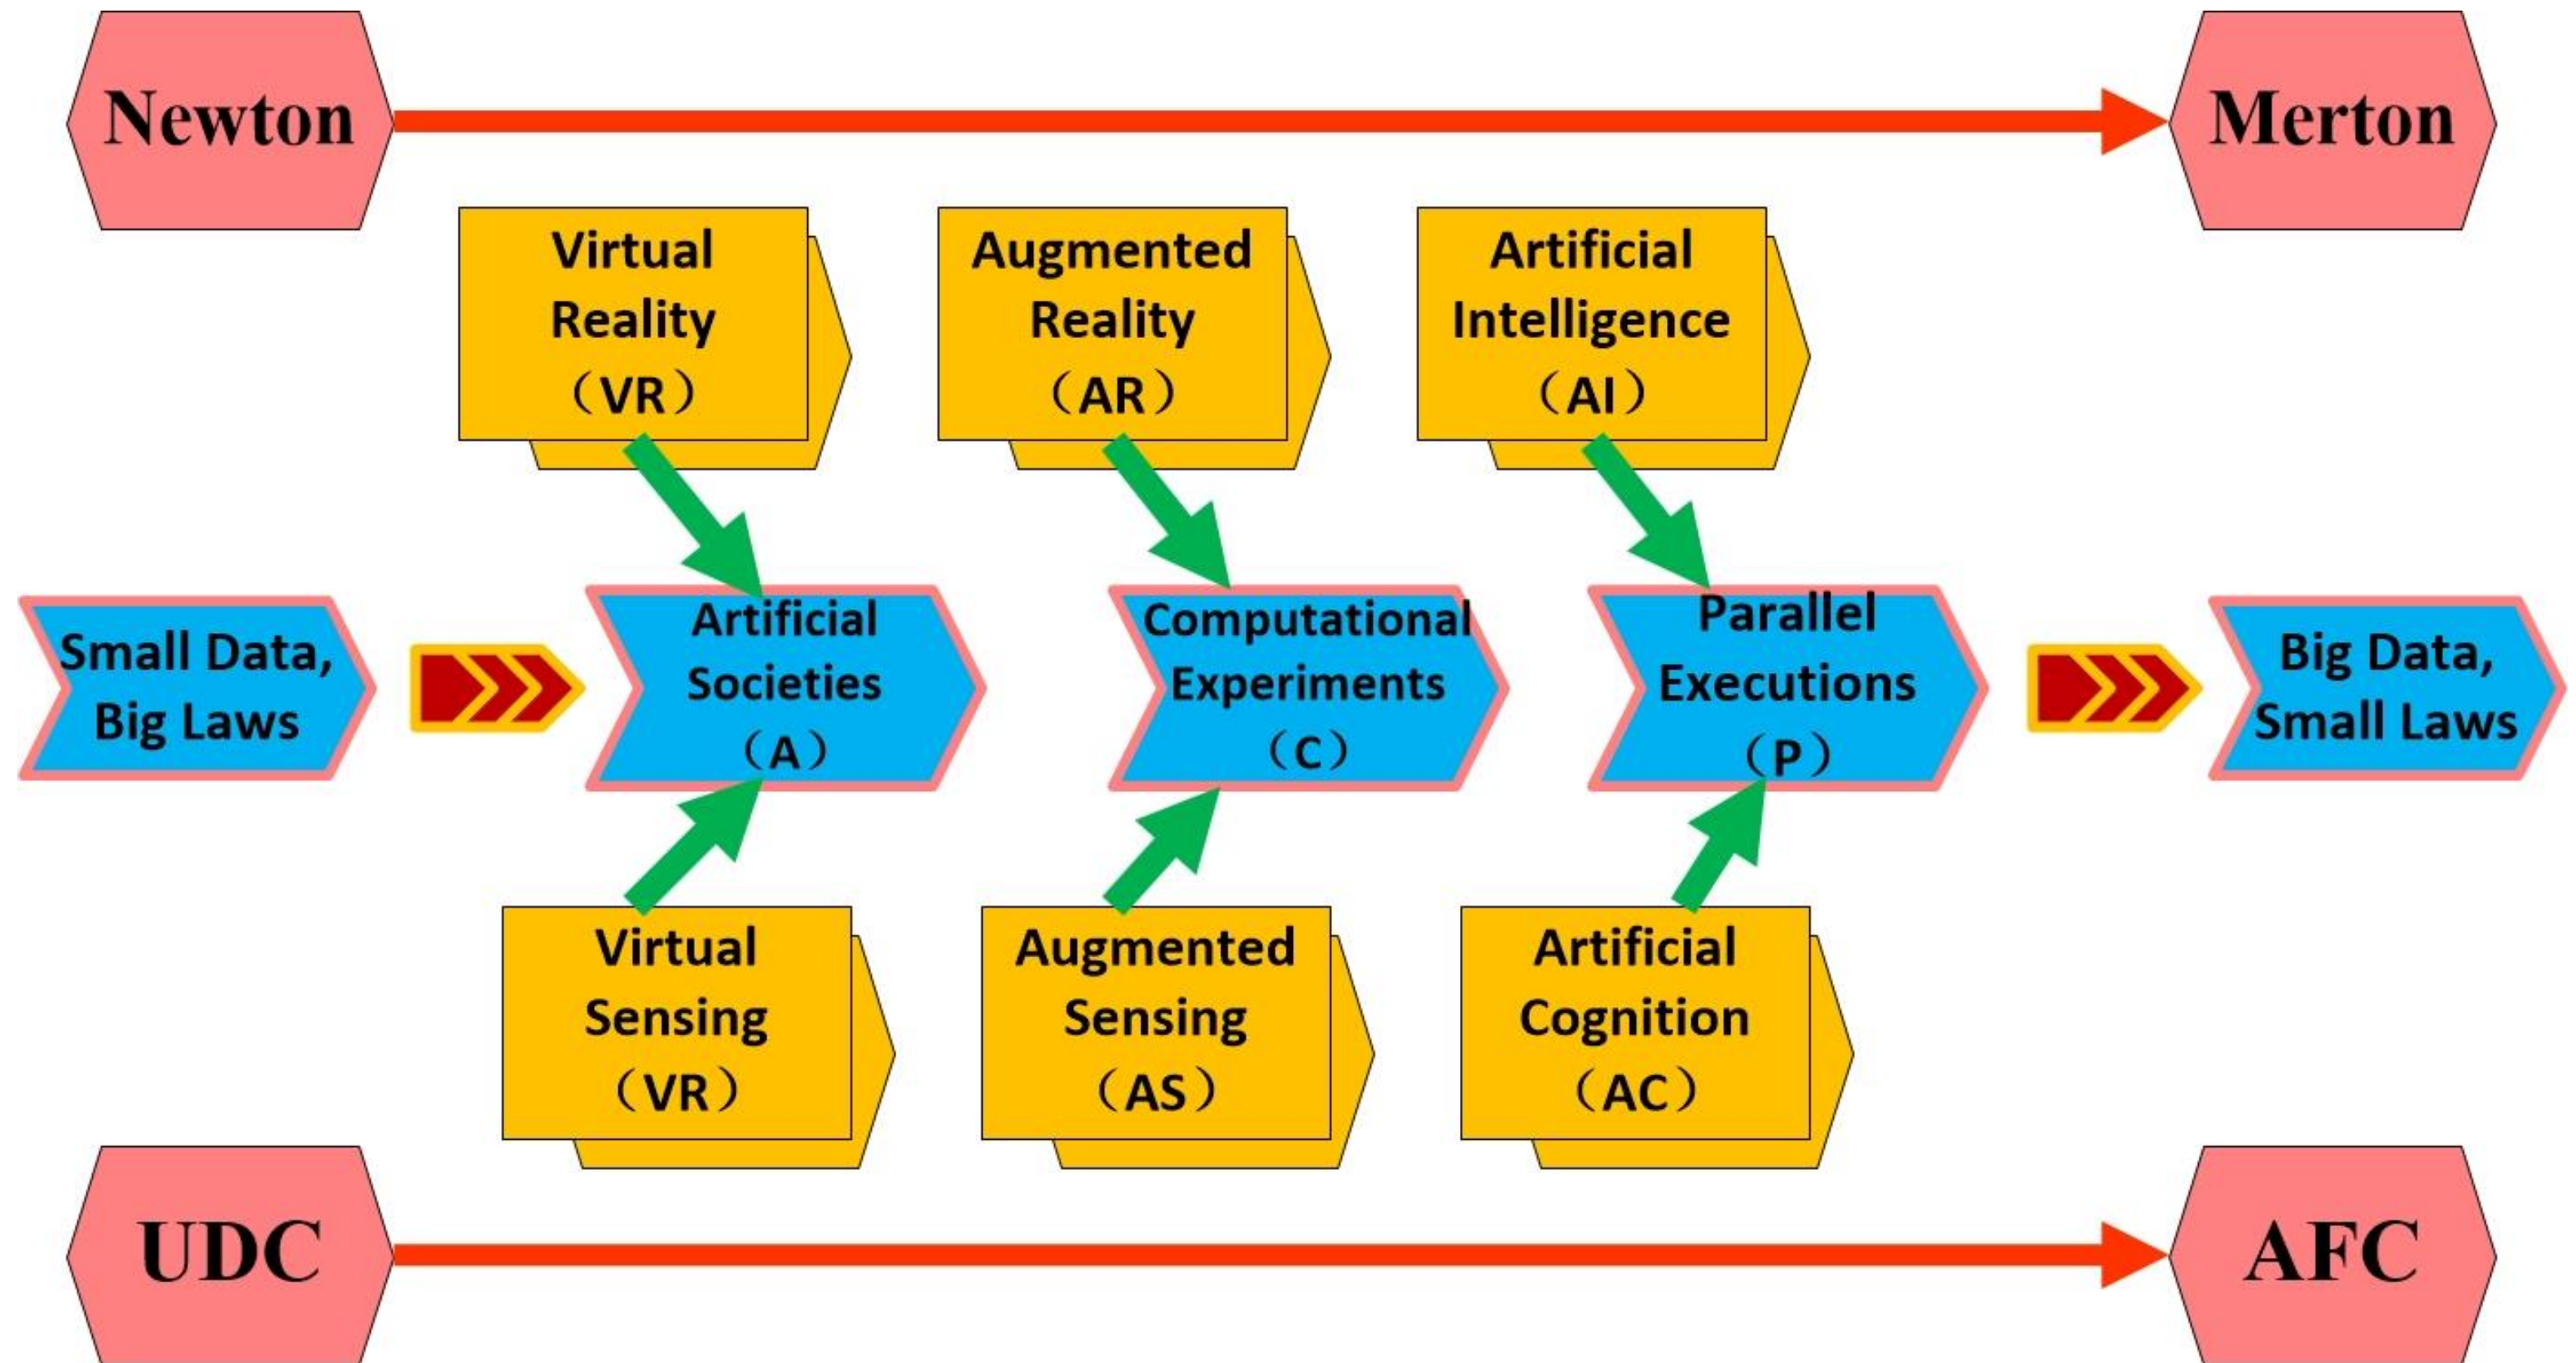 Newton
Merton
Virtual
Reality
（VR）
Augmented
Reality
（AR）
Artificial
Intelligence
（AI）
Small Data,
Big Laws
Artificial
Societies
（A）
Computational
Experiments
（C）
Parallel
Executions
（P）
Big Data,
Small Laws
Virtual
Sensing
（VR）
Augmented
Sensing
（AS）
Artificial
Cognition
（AC）
UDC
AFC